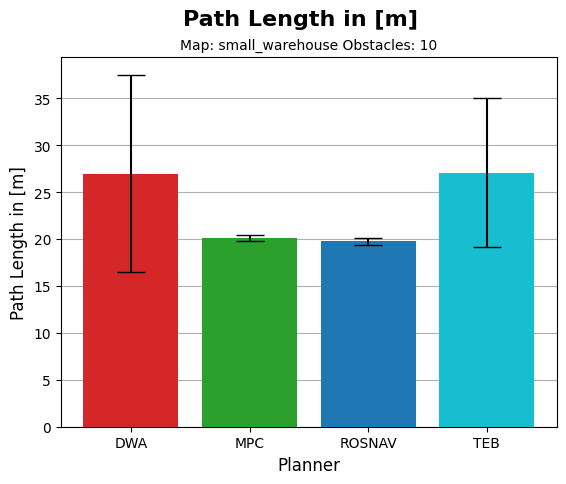 Path Length in [m]
Map: small_warehouse Obstacles: 10
Path Length in [m]
35
30
25
20
15
10
5
0
DWA
MPC
ROSNAV
TEB
Planner